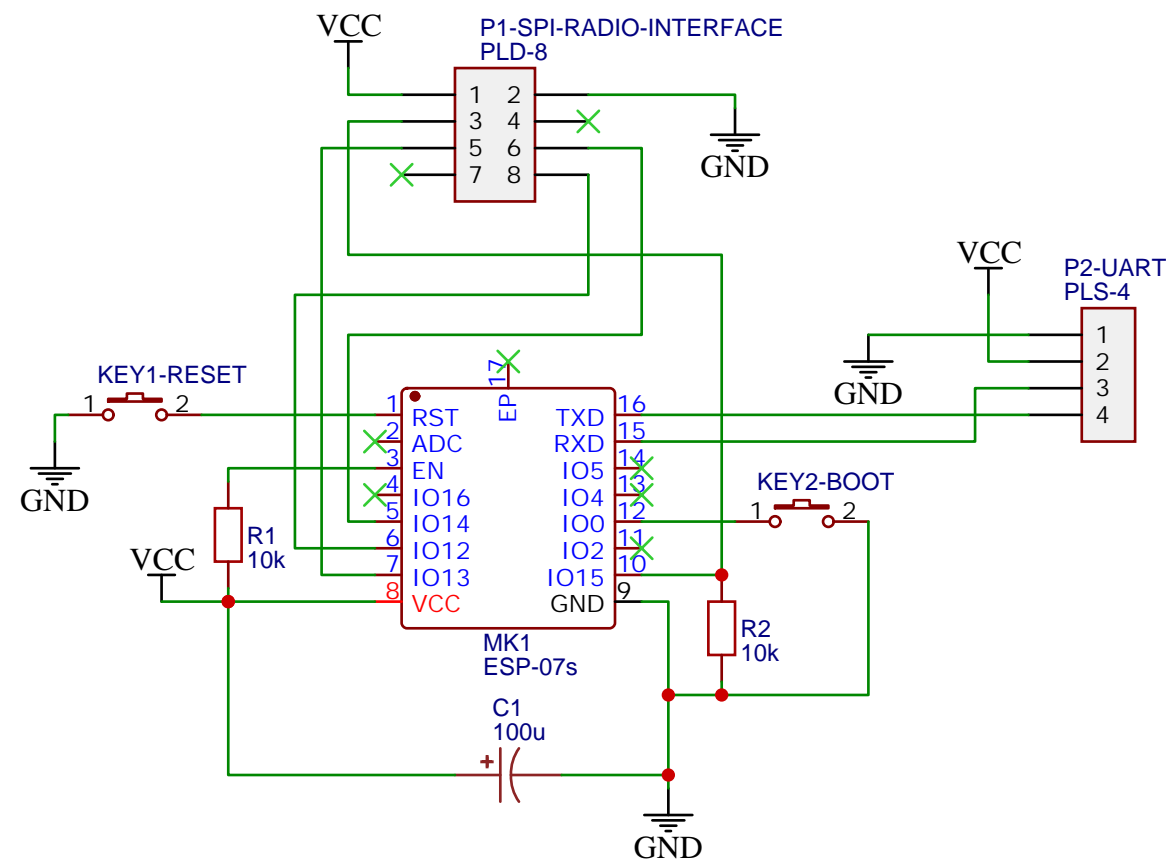 VCC
P1-SPI-RADIO-INTERFACE
PLD-8
1 2
3 4
5 6
7 8
GND
VCC
P2-UART
PLS-4
1
2
3
4
GND
KEY1-RESET
1 2
GND
17
EP
1 RST
2 ADC
3 EN
4 IO16
5 IO14
6 IO12
7 IO13
8 VCC
TXD 16
RXD 15
IO5 14
IO4 13
IO0 12
IO2 11
IO15 10
GND 9
MK1
ESP-07s
KEY2-BOOT
1 2
R1
10k
VCC
R2
10k
C1
100u
+
GND